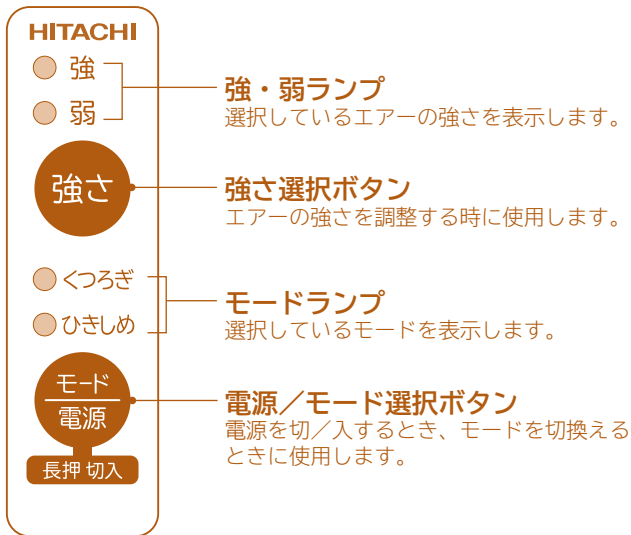 HITACHI
強
弱
強・弱ランプ
選択しているエアーの強さを表示します。
強さ
強さ選択ボタン
エアーの強さを調整する時に使用します。
くつろぎ
ひきしめ
モードランプ
選択しているモードを表示します。
モード
電源
長押 切入
電源／モード選択ボタン
電源を切／入するとき、モードを切換える
ときに使用します。